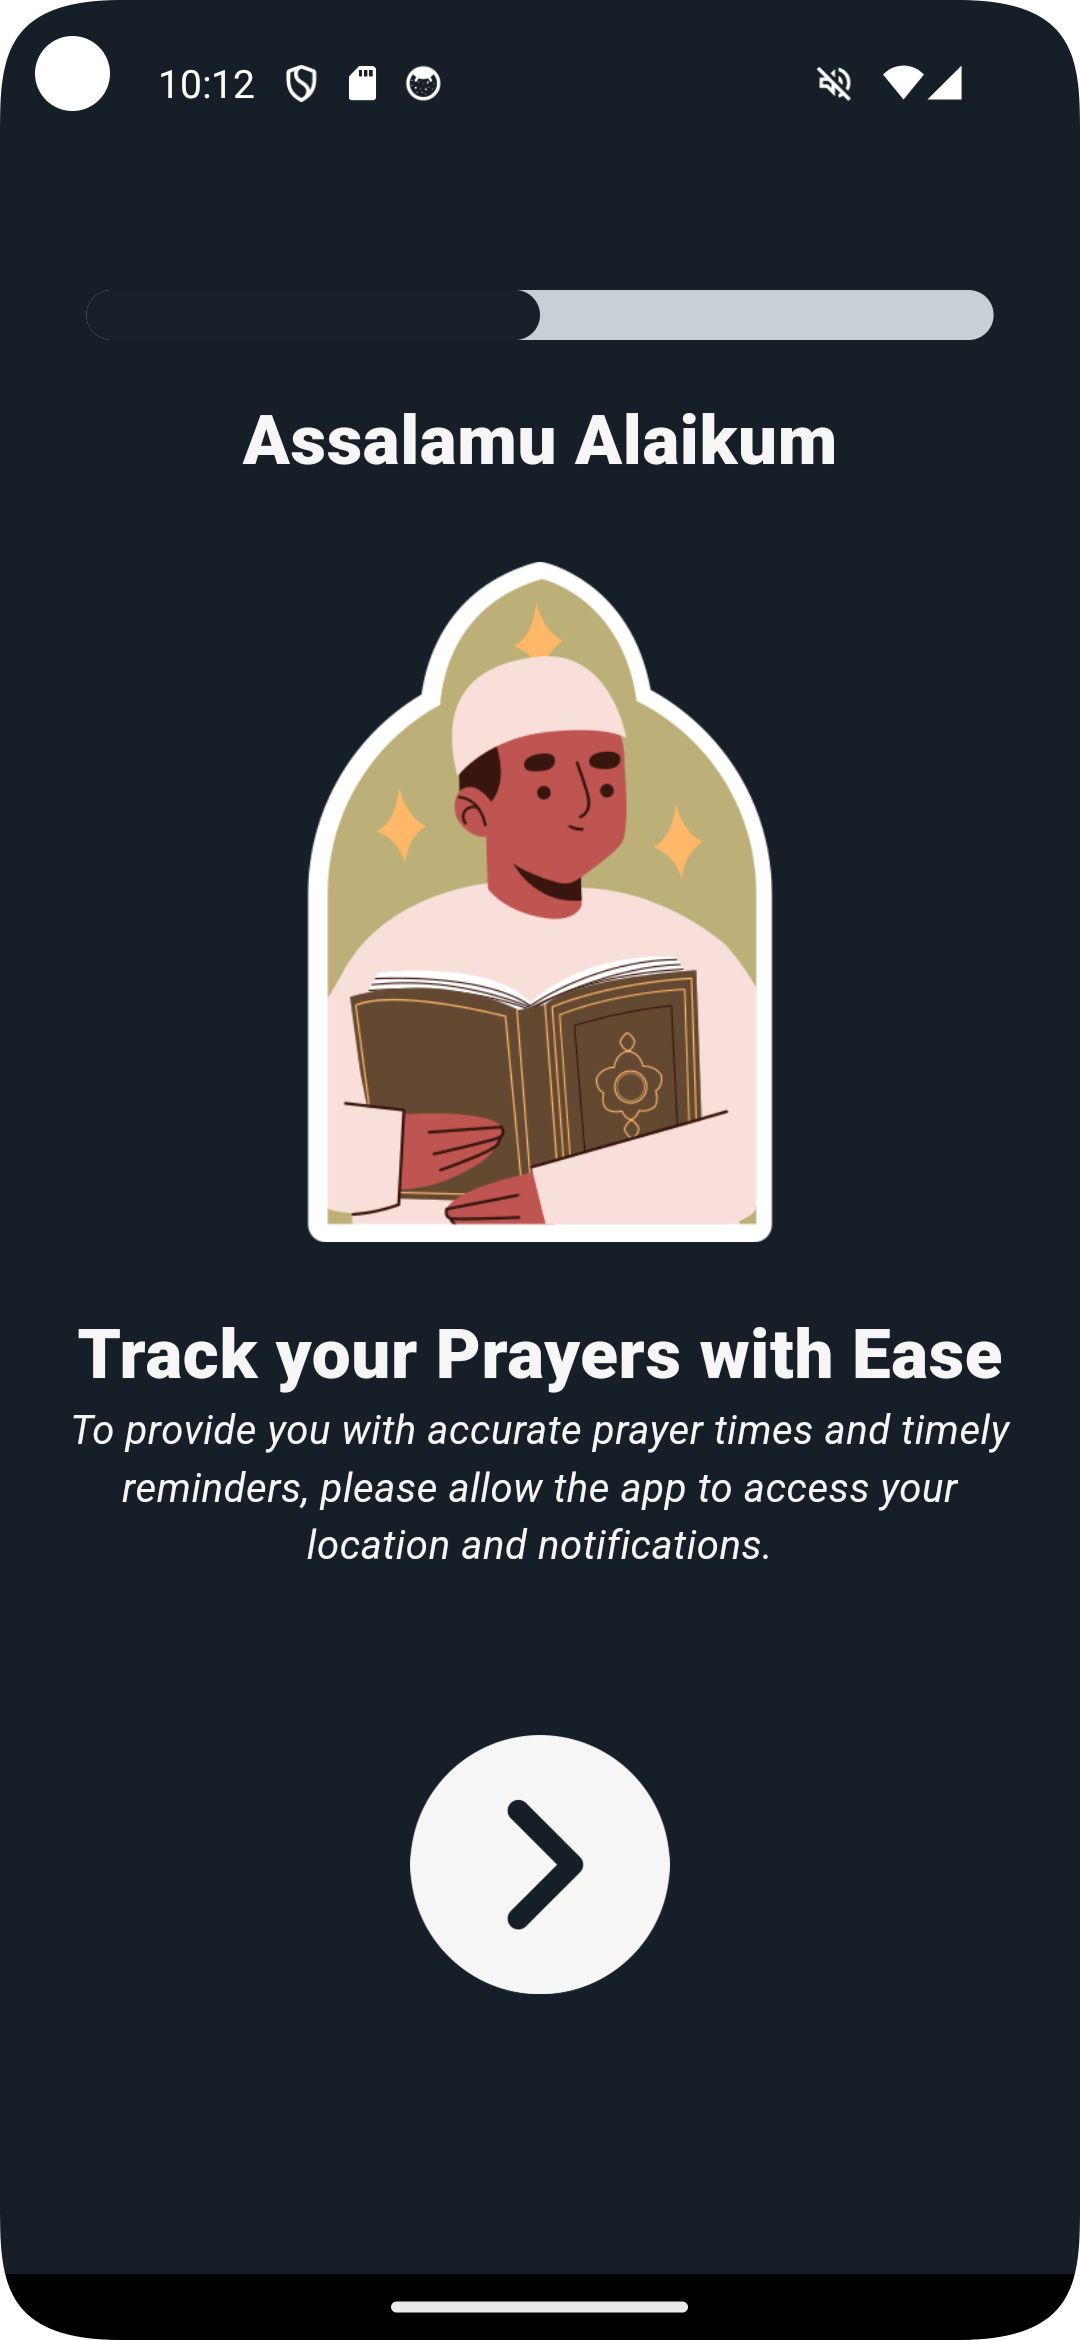 10:12
Assalamu Alaikum
Track your Prayers with Ease
To provide you with accurate prayer times and timely
reminders, please allow the app to access your
location and notifications.